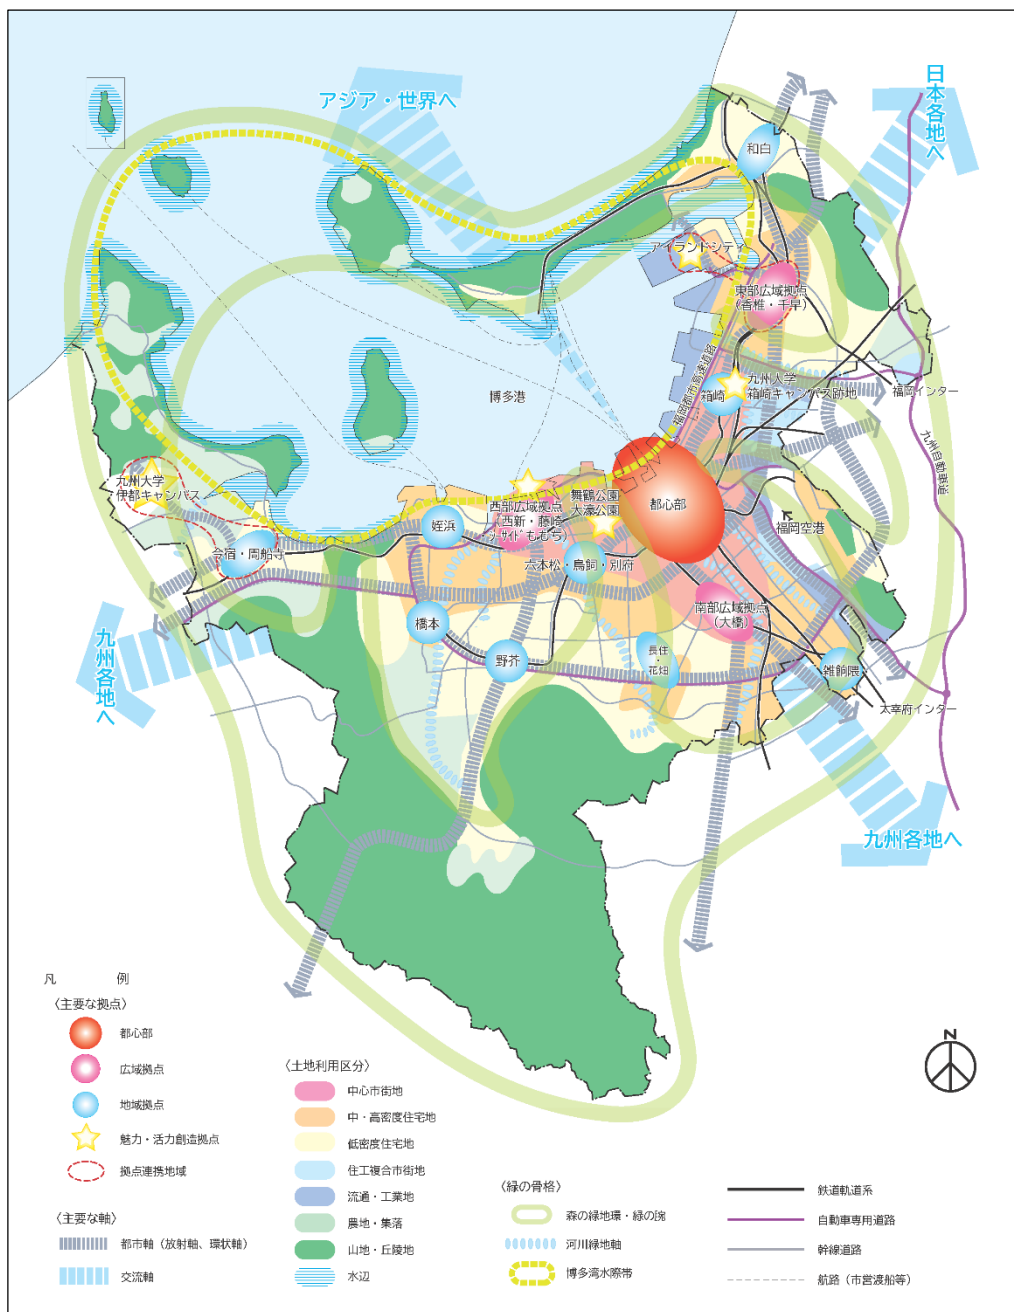 アジア・世界へ
日本各地へ
和白
アイランドシティ
東部広域拠点
(香椎・千早)
福岡都市高速道路
九州大学
箱崎キャンパス跡地
箱崎
福岡インター
九州自動車道
博多港
九州大学
伊都キャンパス
西部広域拠点
(西新・藤崎
・シーサイドももち)
舞鶴公園
大濠公園
都心部
福岡空港
姪浜
今宿・周船寺
六本松・鳥飼・別府
南部広域拠点
(大橋)
橋本
野芥
長住
・
花畑
雑餉隈
太宰府インター
九州各地へ
九州各地へ
凡 例
〈主要な拠点〉
都心部
広域拠点
地域拠点
魅力・活力創造拠点
拠点連携地域
〈主要な軸〉
都市軸(放射軸、環状軸)
交流軸
〈土地利用区分〉
中心市街地
中・高密度住宅地
低密度住宅地
住工複合市街地
流通・工業地
農地・集落
山地・丘陵地
水辺
〈緑の骨格〉
森の緑地環・緑の腕
河川緑地軸
博多湾水際帯
鉄道軌道系
自動車専用道路
幹線道路
航路(市営渡船等)
N